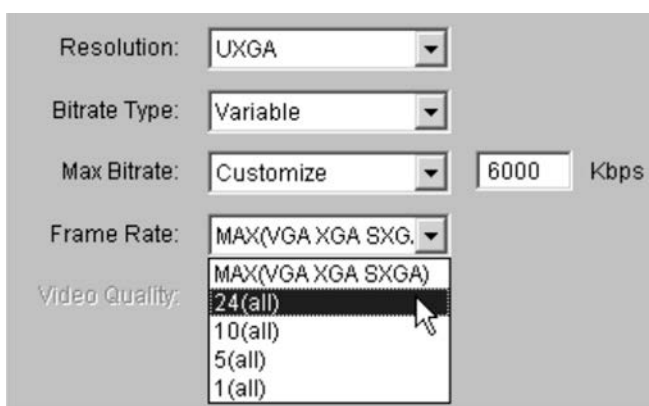 Resolution: UXGA
Bitrate Type: Variable
Max Bitrate: Customize 6000 Kbps
Frame Rate: MAX(VGA XGA SXG.
MAX(VGA XGA SXGA)
Video Quality: 24(all)
10(all)
5(all)
1(all)